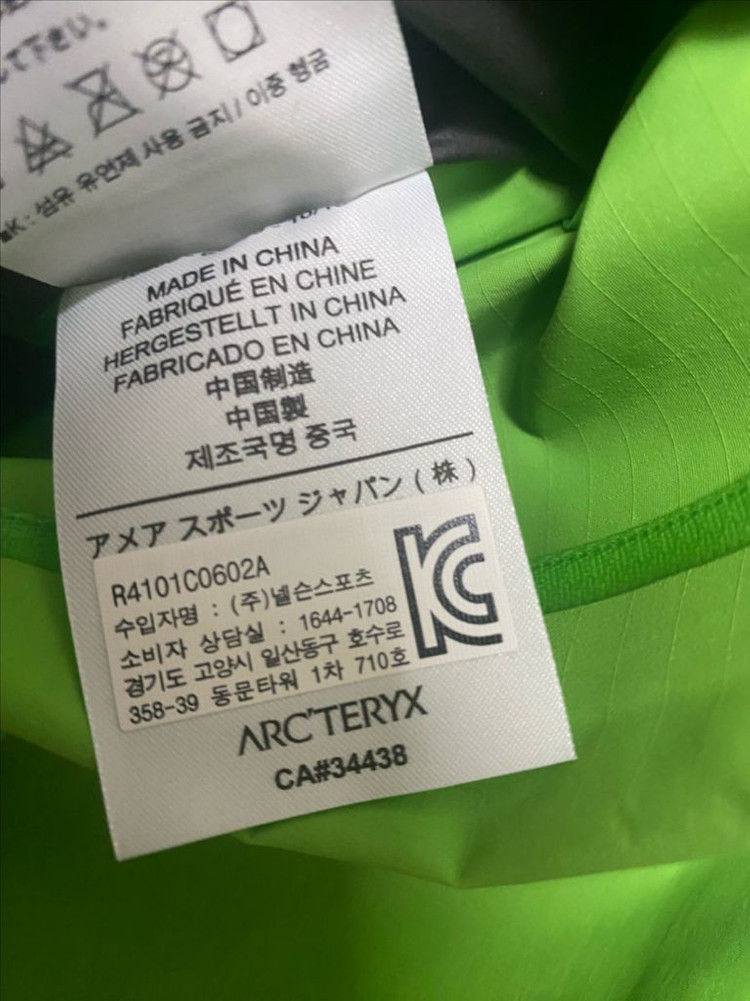 て下さい。
섬유 유연제 사용 금지/ 이중 헹굼
MADE IN CHINA
FABRIQUÉ EN CHINE
HERGESTELLT IN CHINA
FABRICADO EN CHINA
中国制造
中国製
제조국명 중국
アメア スポーツ ジャパン (株)
R4101C0602A
수입자명 : (주)넬슨스포츠
소비자 상담실 : 1644-1708
경기도 고양시 일산동구 호수로
358-39 동문타워 1차 710호
KC
ARC'TERYX
CA#34438